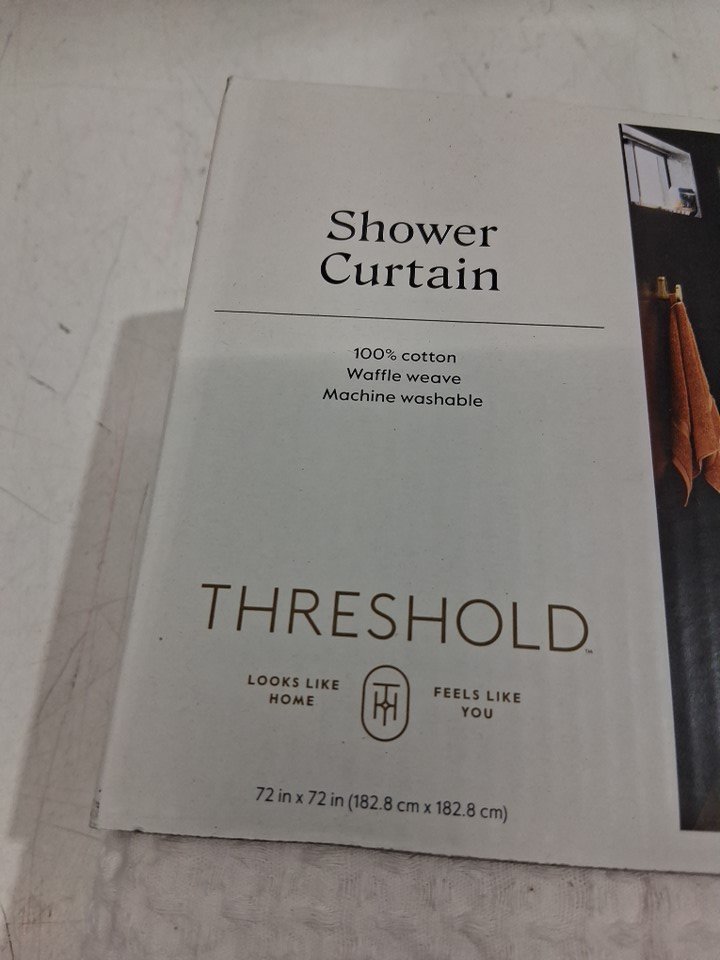 Shower
Curtain
100% cotton
Waffle weave
Machine washable
THRESHOLD™
LOOKS LIKE
HOME
FEELS LIKE
YOU
72 in x 72 in (182.8 cm x 182.8 cm)